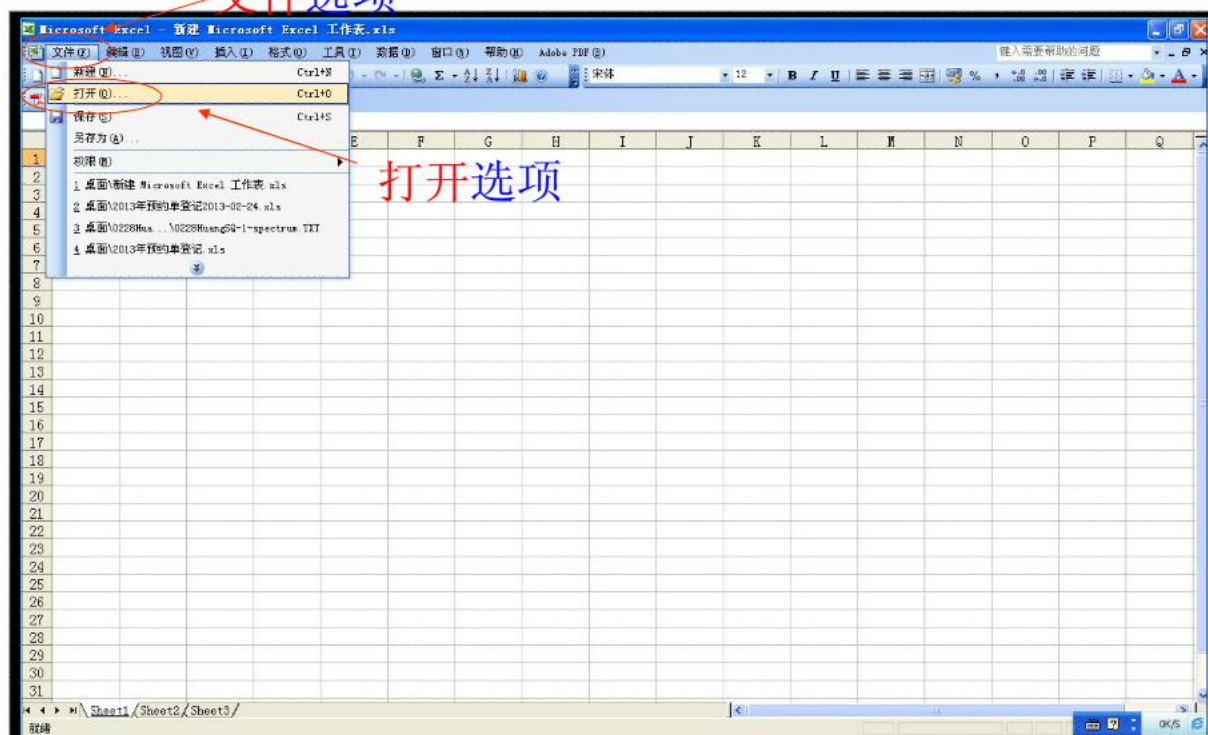 文件选项
Microsoft Excel - 新建 Microsoft Excel 工作表.xls
文件(F) 编辑(E) 视图(V) 插入(I) 格式(O) 工具(T) 数据(D) 窗口(W) 帮助(H) Adobe PDF(B) 键入需要帮助的问题
新建(N)... Ctrl+N
宋体 12 B I U
打开(O)... Ctrl+O
保存(S) Ctrl+S
另存为(A)...
E F G H I J K L M N O P Q
权限(M)
打开选项
1 桌面\新建 Microsoft Excel 工作表.xls
2 桌面\2013年预约单登记2013-02-24.xls
3 桌面\0228Hua...\0228HuangSQ-1-spectrum TXT
4 桌面\2013年预约单登记.xls
1
2
3
4
5
6
7
8
9
10
11
12
13
14
15
16
17
18
19
20
21
22
23
24
25
26
27
28
29
30
31
Sheet1 / Sheet2 / Sheet3 /
就绪
0K/S